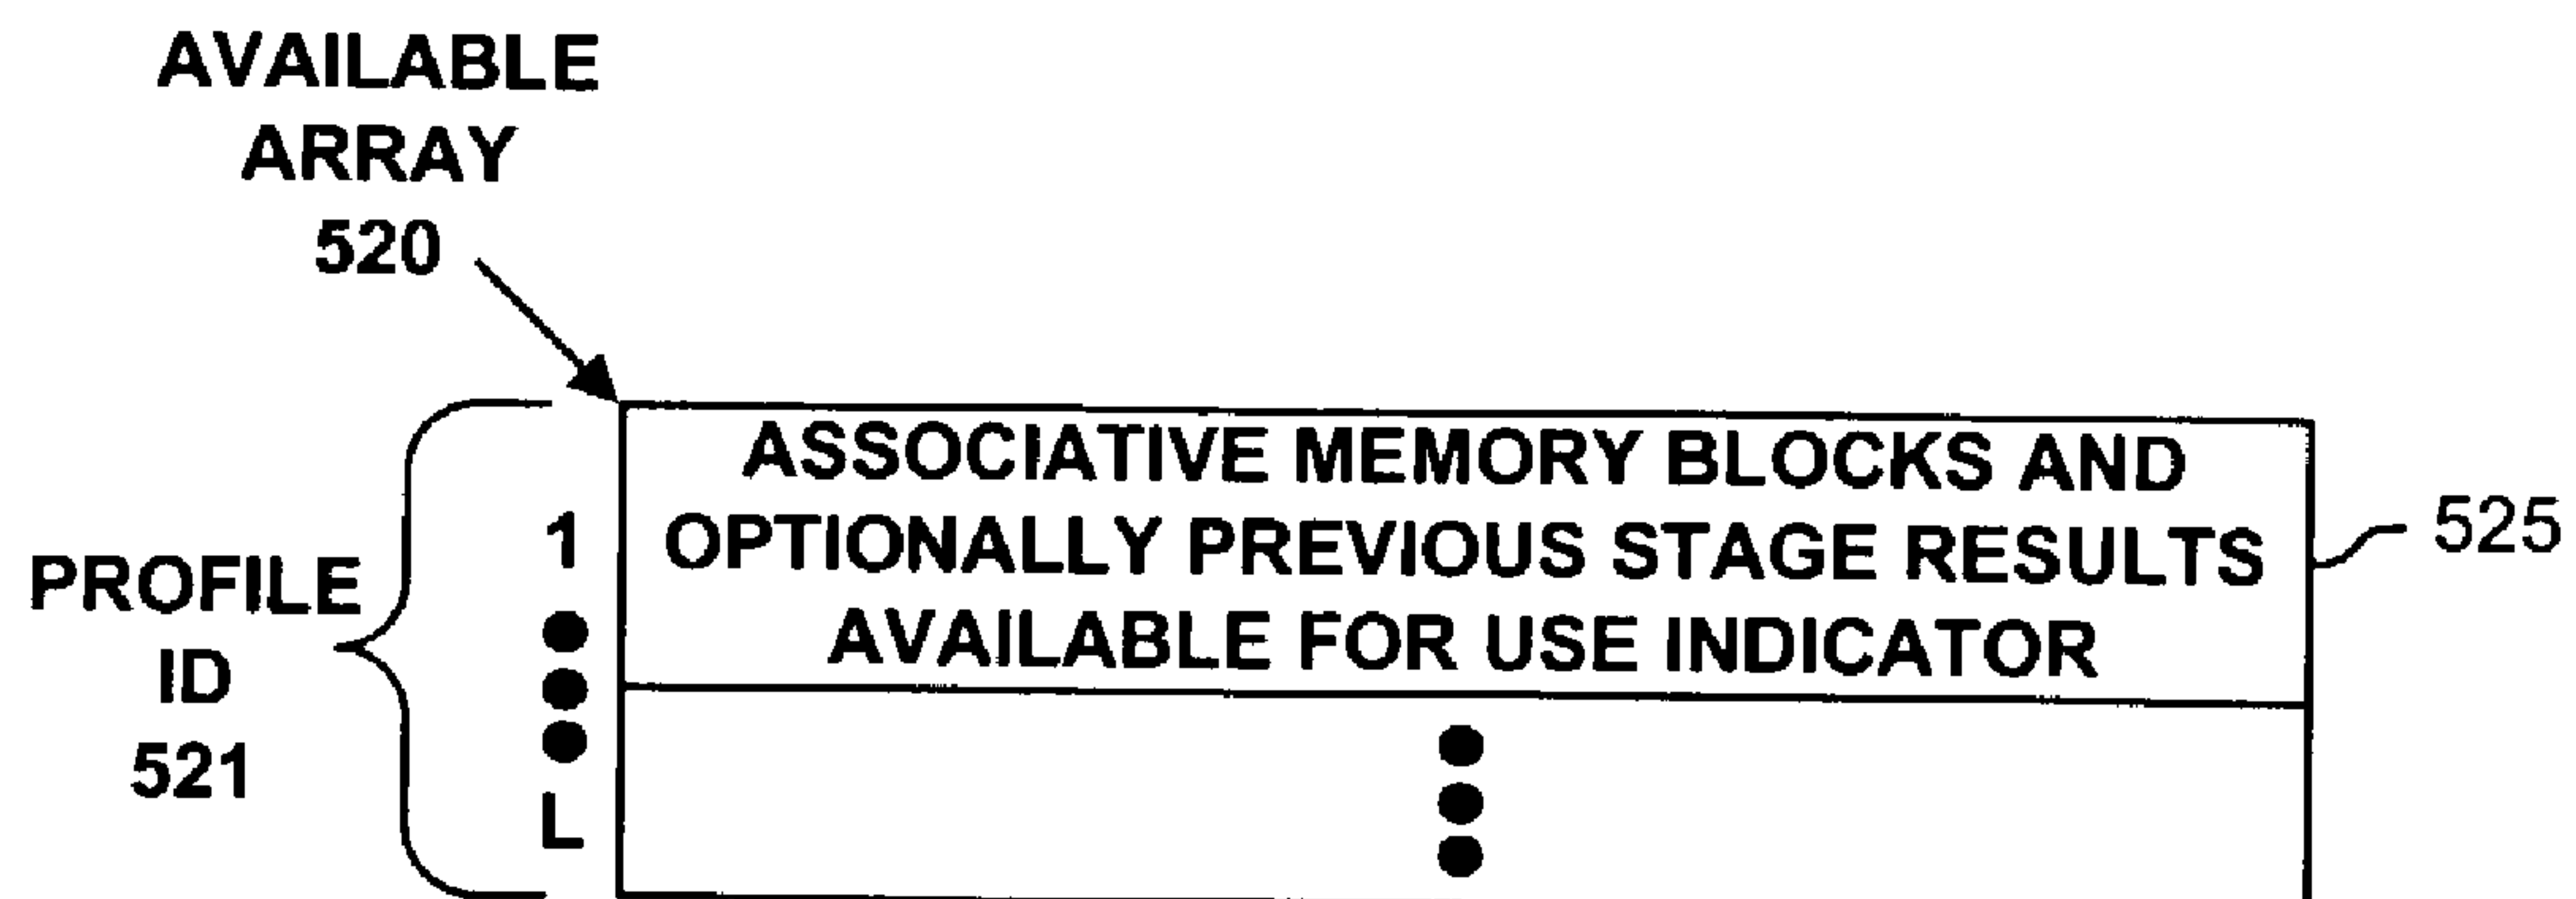 AVAILABLE
ARRAY
520
ASSOCIATIVE MEMORY BLOCKS AND
OPTIONALLY PREVIOUS STAGE RESULTS
AVAILABLE FOR USE INDICATOR
525
1
L
PROFILE
ID
521